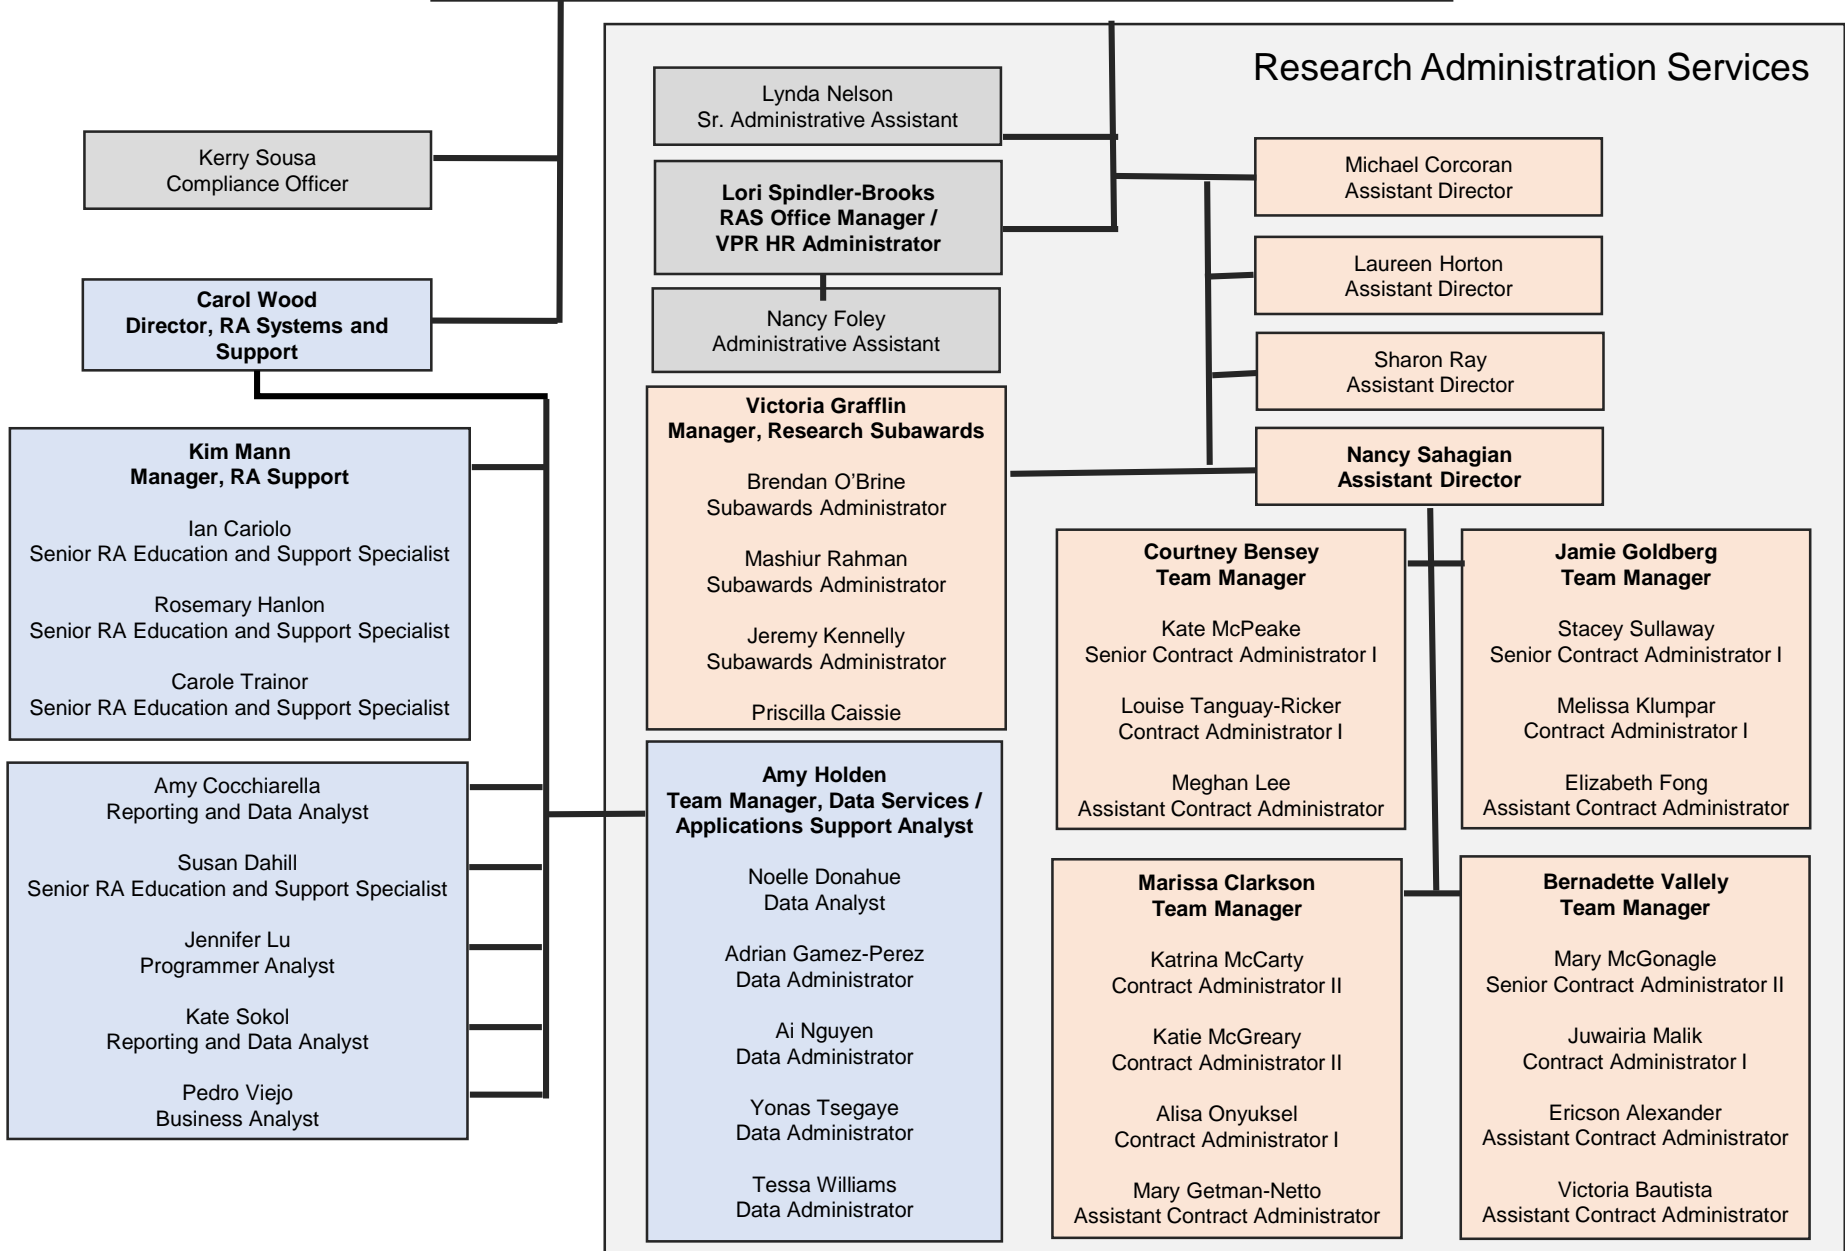 Research Administration Services
Kerry Sousa
Compliance Officer
Carol Wood
Director, RA Systems and
Support
Kim Mann
Manager, RA Support
Ian Cariolo
Senior RA Education and Support Specialist
Rosemary Hanlon
Senior RA Education and Support Specialist
Carole Trainor
Senior RA Education and Support Specialist
Amy Cocchiarella
Reporting and Data Analyst
Susan Dahill
Senior RA Education and Support Specialist
Jennifer Lu
Programmer Analyst
Kate Sokol
Reporting and Data Analyst
Pedro Viejo
Business Analyst
Lynda Nelson
Sr. Administrative Assistant
Lori Spindler-Brooks
RAS Office Manager /
VPR HR Administrator
Nancy Foley
Administrative Assistant
Victoria Grafflin
Manager, Research Subawards
Brendan O’Brine
Subawards Administrator
Mashiur Rahman
Subawards Administrator
Jeremy Kennelly
Subawards Administrator
Priscilla Caissie
Amy Holden
Team Manager, Data Services /
Applications Support Analyst
Noelle Donahue
Data Analyst
Adrian Gamez-Perez
Data Administrator
Ai Nguyen
Data Administrator
Yonas Tsegaye
Data Administrator
Tessa Williams
Data Administrator
Michael Corcoran
Assistant Director
Laureen Horton
Assistant Director
Sharon Ray
Assistant Director
Nancy Sahagian
Assistant Director
Courtney Bensey
Team Manager
Kate McPeake
Senior Contract Administrator I
Louise Tanguay-Ricker
Contract Administrator I
Meghan Lee
Assistant Contract Administrator
Jamie Goldberg
Team Manager
Stacey Sullaway
Senior Contract Administrator I
Melissa Klumpar
Contract Administrator I
Elizabeth Fong
Assistant Contract Administrator
Marissa Clarkson
Team Manager
Katrina McCarty
Contract Administrator II
Katie McGreary
Contract Administrator II
Alisa Onyuksel
Contract Administrator I
Mary Getman-Netto
Assistant Contract Administrator
Bernadette Vallely
Team Manager
Mary McGonagle
Senior Contract Administrator II
Juwairia Malik
Contract Administrator I
Ericson Alexander
Assistant Contract Administrator
Victoria Bautista
Assistant Contract Administrator